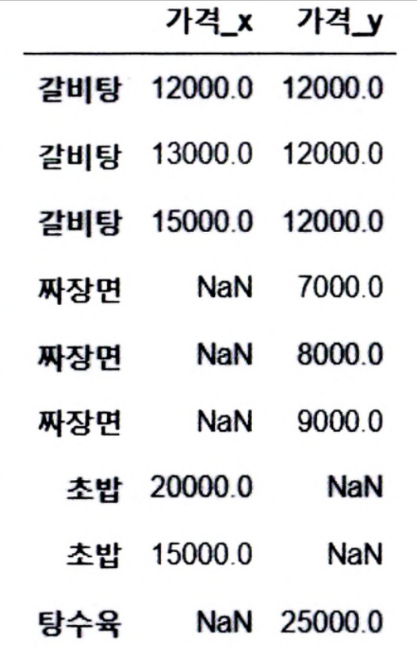 가격_x 가격_y
갈비탕 12000.0 12000.0
갈비탕 13000.0 12000.0
갈비탕 15000.0 12000.0
짜장면 NaN 7000.0
짜장면 NaN 8000.0
짜장면 NaN 9000.0
초밥 20000.0 NaN
초밥 15000.0 NaN
탕수육 NaN 25000.0